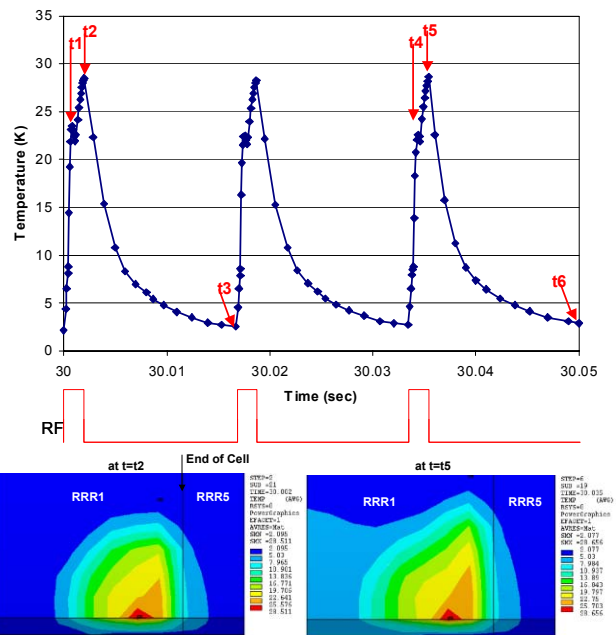 t1
t2
t3
t4
t5
t6
35
30
25
20
15
10
5
0
Temperature (K)
30
30.01
30.02
30.03
30.04
30.05
Time (sec)
RF
at t=t2
End of Cell
at t=t5
RRR1
RRR5
TIME=30.002
TEMP (AVG)
RSYS=0
PowerGraphics
EFACET=1
AVRES=Mat
SMN =2.095
SMX =28.511
2.095
5.03
7.965
10.901
13.836
16.771
19.706
22.641
25.576
28.511
RRR1
RRR5
STEP=6
SUB =19
TIME=30.035
TEMP (AVG)
RSYS=0
PowerGraphics
EFACET=1
AVRES=Mat
SMN =2.077
SMX =28.656
2.077
5.03
7.984
10.937
13.89
16.843
19.797
22.75
25.703
28.656